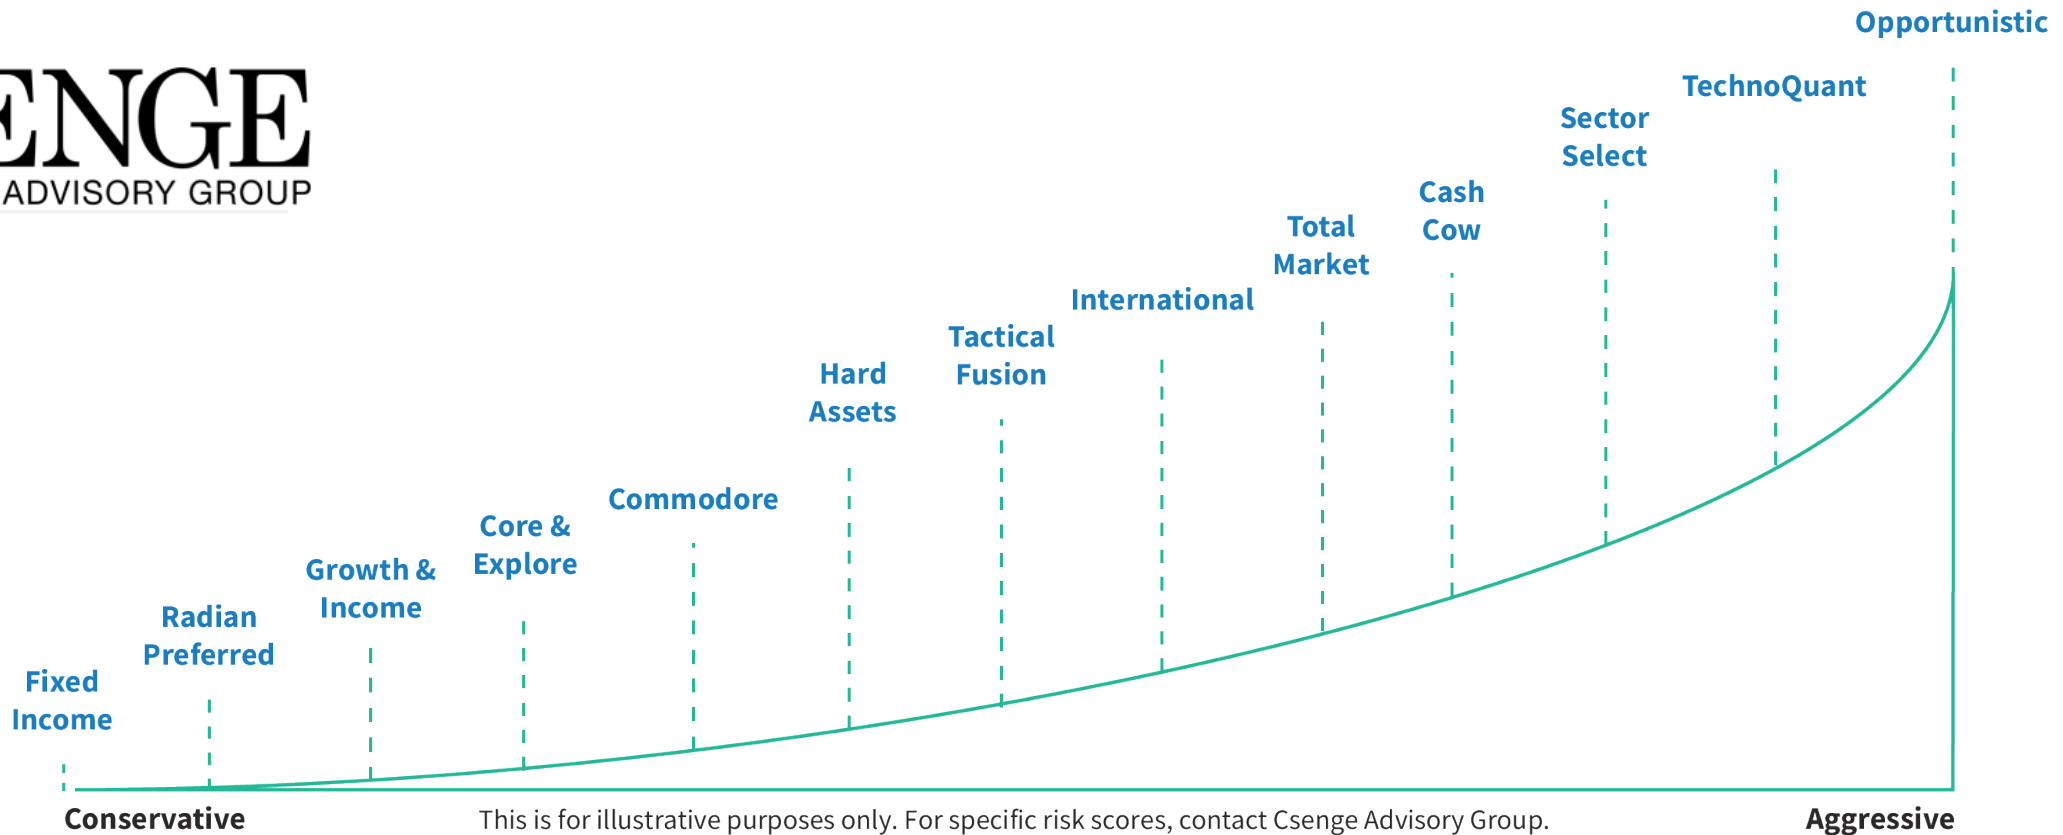 Opportunistic
TechnoQuant
Sector
Select
Cash
Cow
Total
Market
International
Tactical
Fusion
Hard
Assets
Commodore
Core &
Explore
Growth &
Income
Radian
Preferred
Fixed
Income
ENGE
ADVISORY GROUP
Conservative
This is for illustrative purposes only. For specific risk scores, contact Csenge Advisory Group.
Aggressive